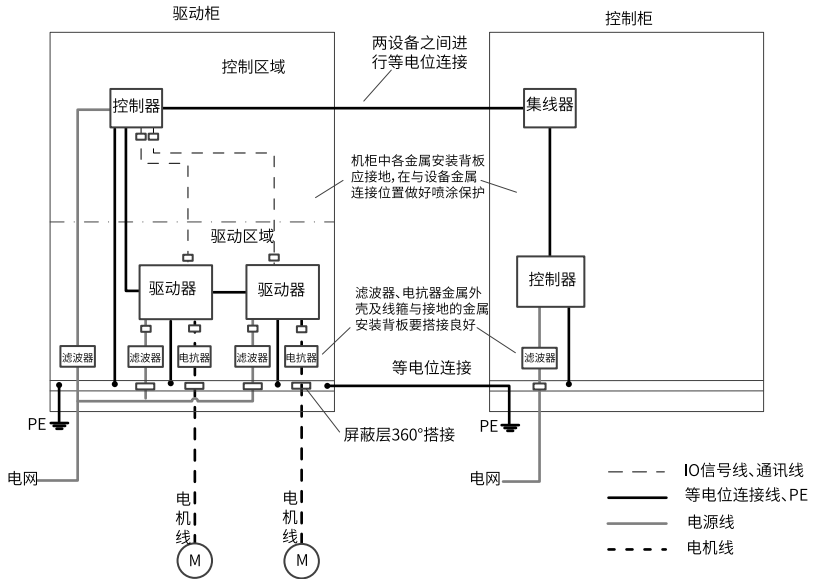 驱动柜
控制柜
两设备之间进
行等电位连接
控制区域
控制器
集线器
机柜中各金属安装背板
应接地,在与设备金属
连接位置做好喷涂保护
驱动区域
驱动器
驱动器
控制器
滤波器、电抗器金属外
壳及线箍与接地的金属
安装背板要搭接良好
滤波器
滤波器
电抗器
滤波器
电抗器
滤波器
等电位连接
PE
屏蔽层360°搭接
PE
电网
电网
IO信号线、通讯线
等电位连接线、PE
电源线
电机线
电机线
电机线
M
M